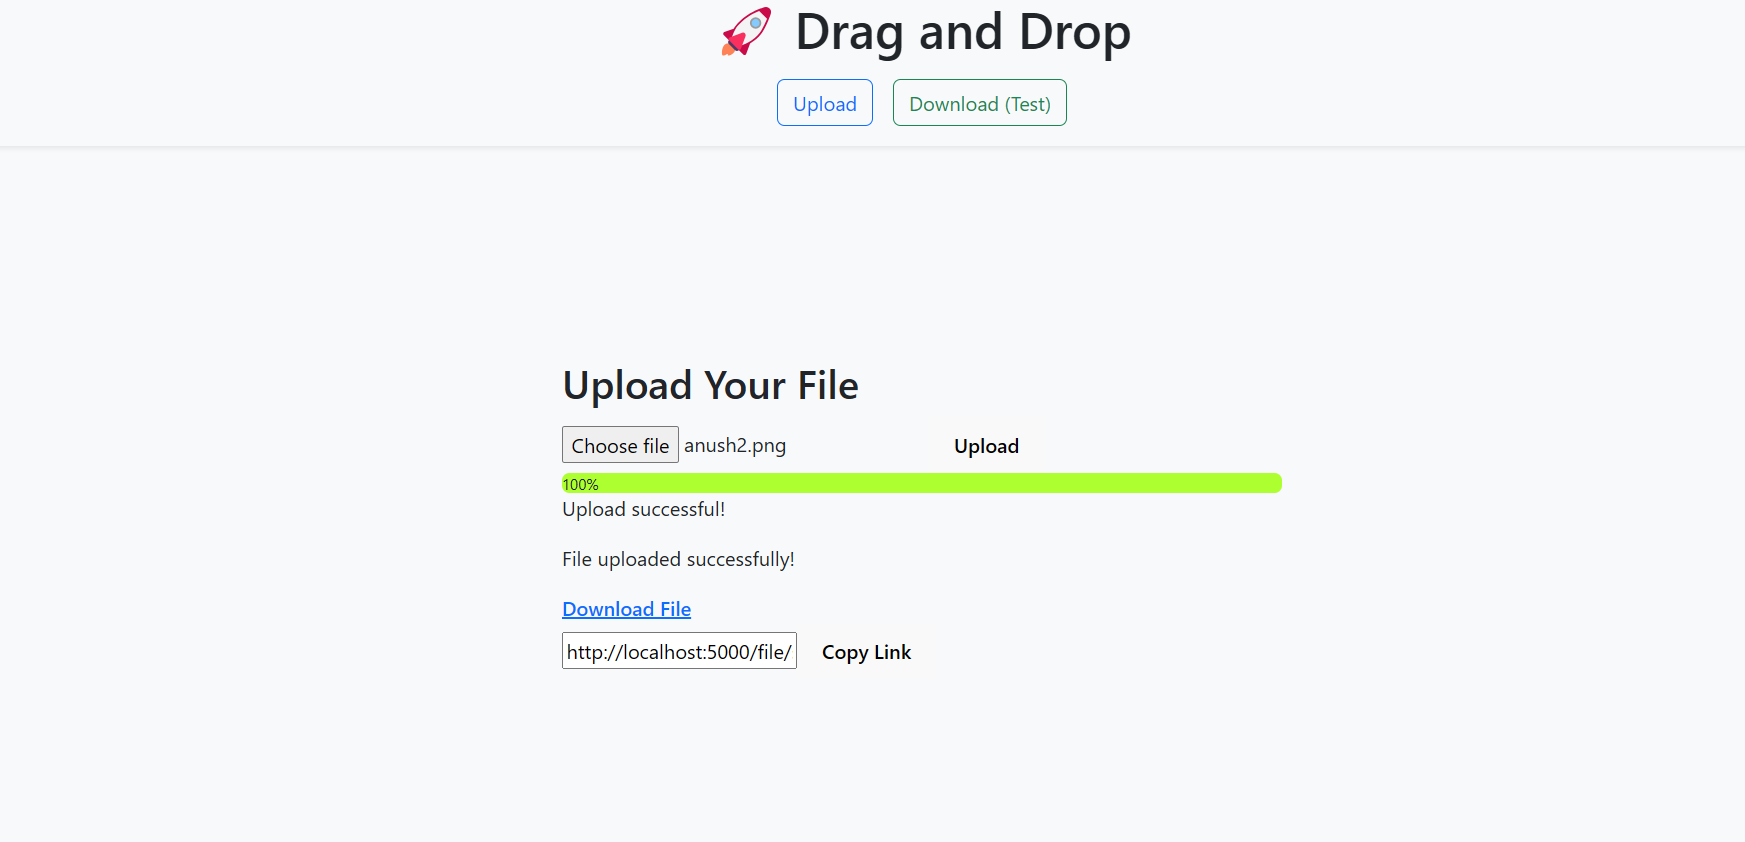 Drag and Drop
Upload Download (Test)
Upload Your File
Choose file anush2.png Upload
100%
Upload successful!
File uploaded successfully!
Download File
http://localhost:5000/file/ Copy Link